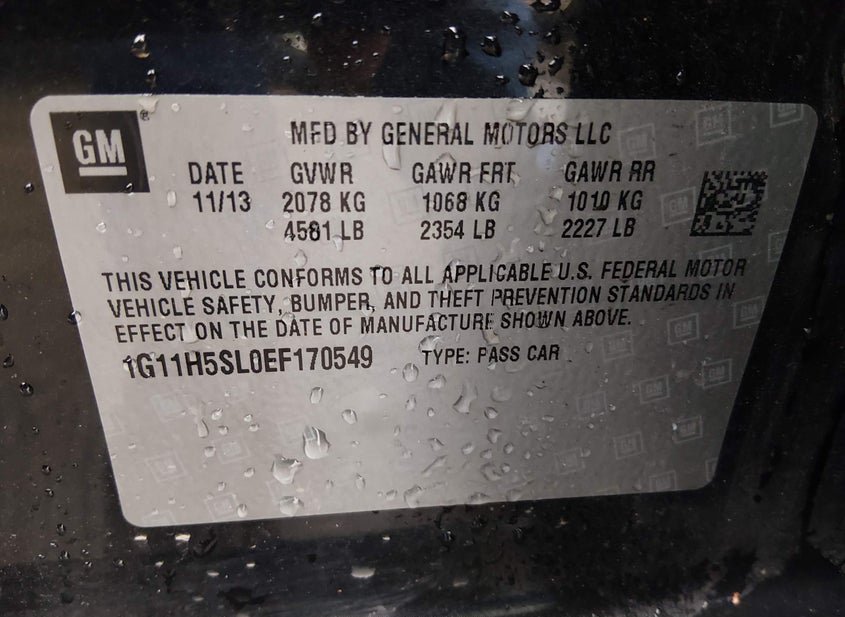 GM
MFD BY GENERAL MOTORS LLC
DATE GVWR GAWR FRT GAWR RR
11/13 2078 KG 1068 KG 1010 KG
4581 LB 2354 LB 2227 LB
THIS VEHICLE CONFORMS TO ALL APPLICABLE U.S. FEDERAL MOTOR
VEHICLE SAFETY, BUMPER, AND THEFT PREVENTION STANDARDS IN
EFFECT ON THE DATE OF MANUFACTURE SHOWN ABOVE.
1G11H5SL0EF170549 TYPE: PASS CAR